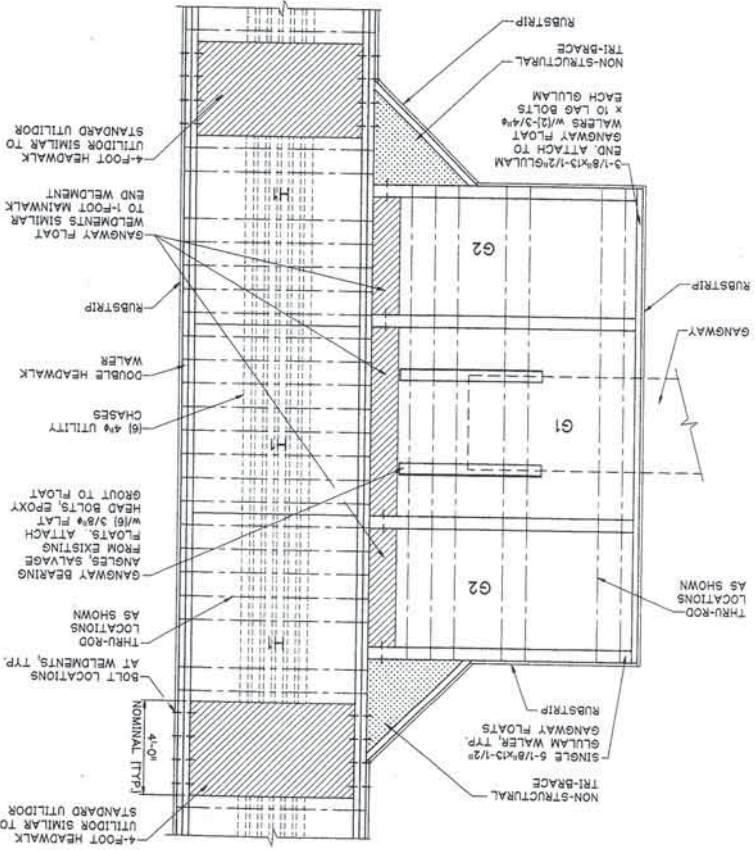 4-FOOT HEADWALK
UTILIDOR SIMILAR TO
STANDARD UTILIDOR
4'-0"
NOMINAL (TYP.)
BOLT LOCATIONS
AT WELDMENTS, TYP.
THRU-ROD
LOCATIONS
AS SHOWN
GANGWAY BEARING
ANGLES, SALVAGE
FROM EXISTING
FLOATS. ATTACH
w/(6) 3/8"φ FLAT
HEAD BOLTS, EPOXY
GROUT TO FLOAT
(6) 4"φ UTILITY
CHASES
DOUBLE HEADWALK
WALER
RUBSTRIP
GANGWAY FLOAT
WELDMENTS SIMILAR
TO 1-FOOT MAINWALK
END WELDMENT
4-FOOT HEADWALK
UTILIDOR SIMILAR TO
STANDARD UTILIDOR
H1
H1
H1
NON-STRUCTURAL
TRI-BRACE
SINGLE 5-1/8"x13-1/2"
GLULAM WALER, TYP.
GANGWAY FLOATS
RUBSTRIP
THRU-ROD
LOCATIONS
AS SHOWN
G2
G1
G2
GANGWAY
RUBSTRIP
3-1/8"x13-1/2"GLULAM
END. ATTACH TO
GANGWAY FLOAT
WALERS w/(2)-3/4"φ
x 10 LAG BOLTS
EACH GLULAM
NON-STRUCTURAL
TRI-BRACE
RUBSTRIP